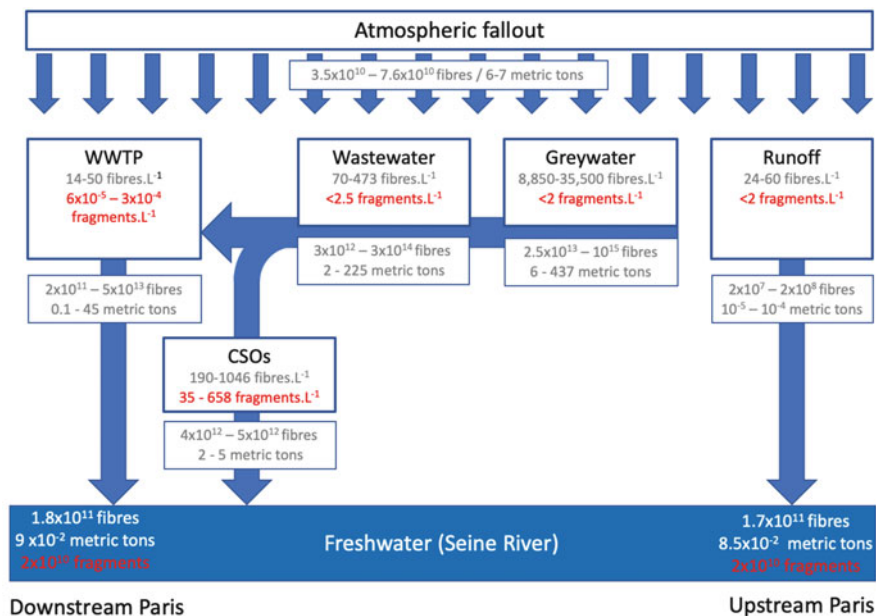 Atmospheric fallout
3.5x10¹⁰ – 7.6x10¹⁰ fibres / 6-7 metric tons
WWTP
14-50 fibres.L⁻¹
6x10⁻⁵ – 3x10⁻⁴
fragments.L⁻¹
Wastewater
70-473 fibres.L⁻¹
<2.5 fragments.L⁻¹
Greywater
8,850-35,500 fibres.L⁻¹
<2 fragments.L⁻¹
Runoff
24-60 fibres.L⁻¹
<2 fragments.L⁻¹
3x10¹² – 3x10¹⁴ fibres
2 - 225 metric tons
2.5x10¹³ – 10¹⁵ fibres
6 - 437 metric tons
2x10¹¹ – 5x10¹³ fibres
0.1 - 45 metric tons
2x10⁷ – 2x10⁸ fibres
10⁻⁵ – 10⁻⁴ metric tons
CSOs
190-1046 fibres.L⁻¹
35 - 658 fragments.L⁻¹
4x10¹² – 5x10¹² fibres
2 - 5 metric tons
1.8x10¹¹ fibres
9 x10⁻² metric tons
2x10¹⁰ fragments
Freshwater (Seine River)
1.7x10¹¹ fibres
8.5x10⁻² metric tons
2x10¹⁰ fragments
Downstream Paris
Upstream Paris